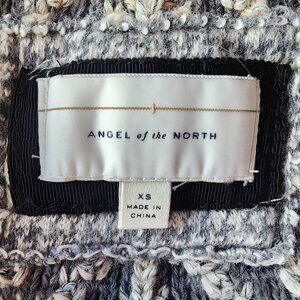 ANGEL of the NORTH
XS
MADE IN
CHINA